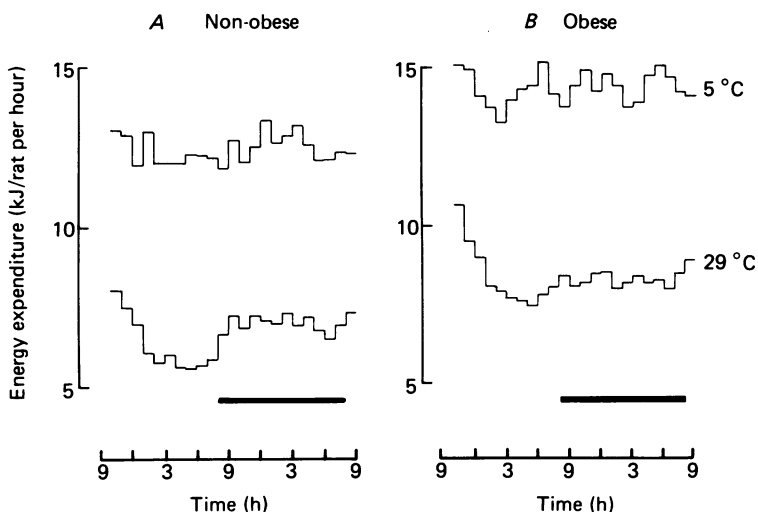 A Non-obese
B Obese
Energy expenditure (kJ/rat per hour)
15
10
5
15
10
5
5 °C
29 °C
9 3 9 3 9
Time (h)
9 3 9 3 9
Time (h)